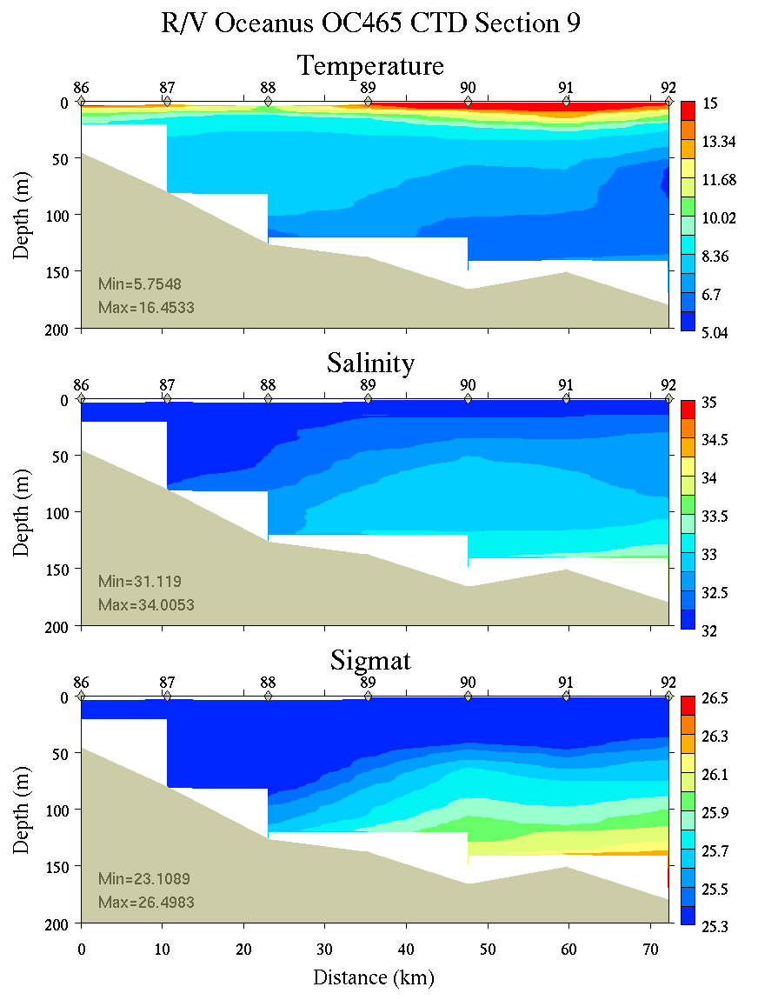 R/V Oceanus OC465 CTD Section 9
Temperature
86 87 88 89 90 91 92
0
50
100
150
200
Depth (m)
Min=5.7548
Max=16.4533
15
13.34
11.68
10.02
8.36
6.7
5.04
Salinity
86 87 88 89 90 91 92
0
50
100
150
200
Depth (m)
Min=31.119
Max=34.0053
35
34.5
34
33.5
33
32.5
32
Sigmat
86 87 88 89 90 91 92
0
50
100
150
200
Depth (m)
Min=23.1089
Max=26.4983
26.5
26.3
26.1
25.9
25.7
25.5
25.3
0 10 20 30 40 50 60 70
Distance (km)